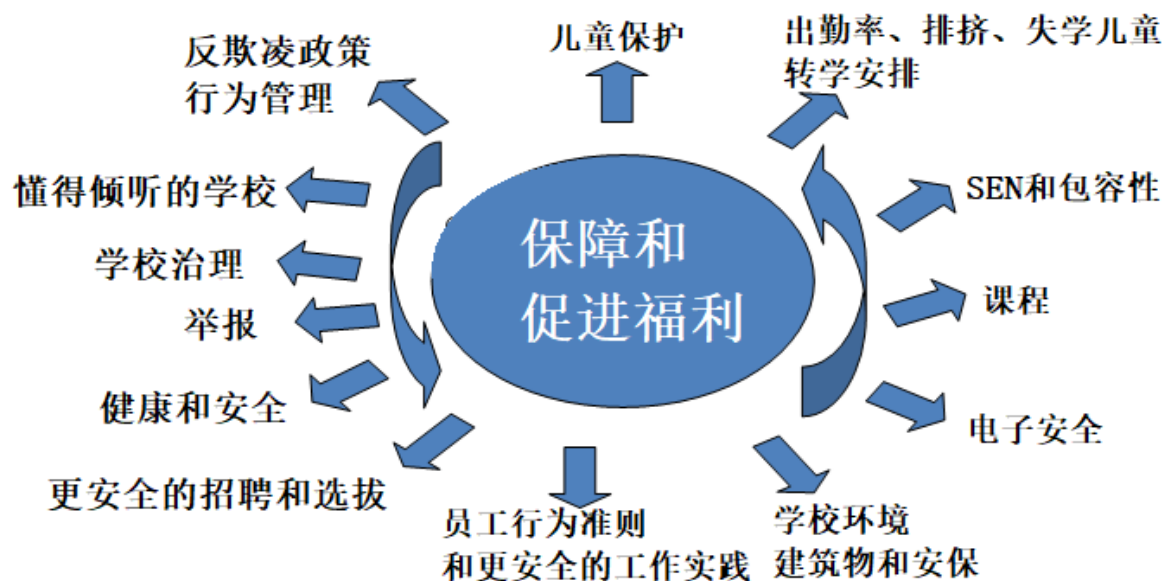 儿童保护
出勤率、排挤、失学儿童
转学安排
反欺凌政策
行为管理
懂得倾听的学校
SEN和包容性
保障和
促进福利
学校治理
课程
举报
健康和安全
电子安全
更安全的招聘和选拔
员工行为准则
和更安全的工作实践
学校环境
建筑物和安保